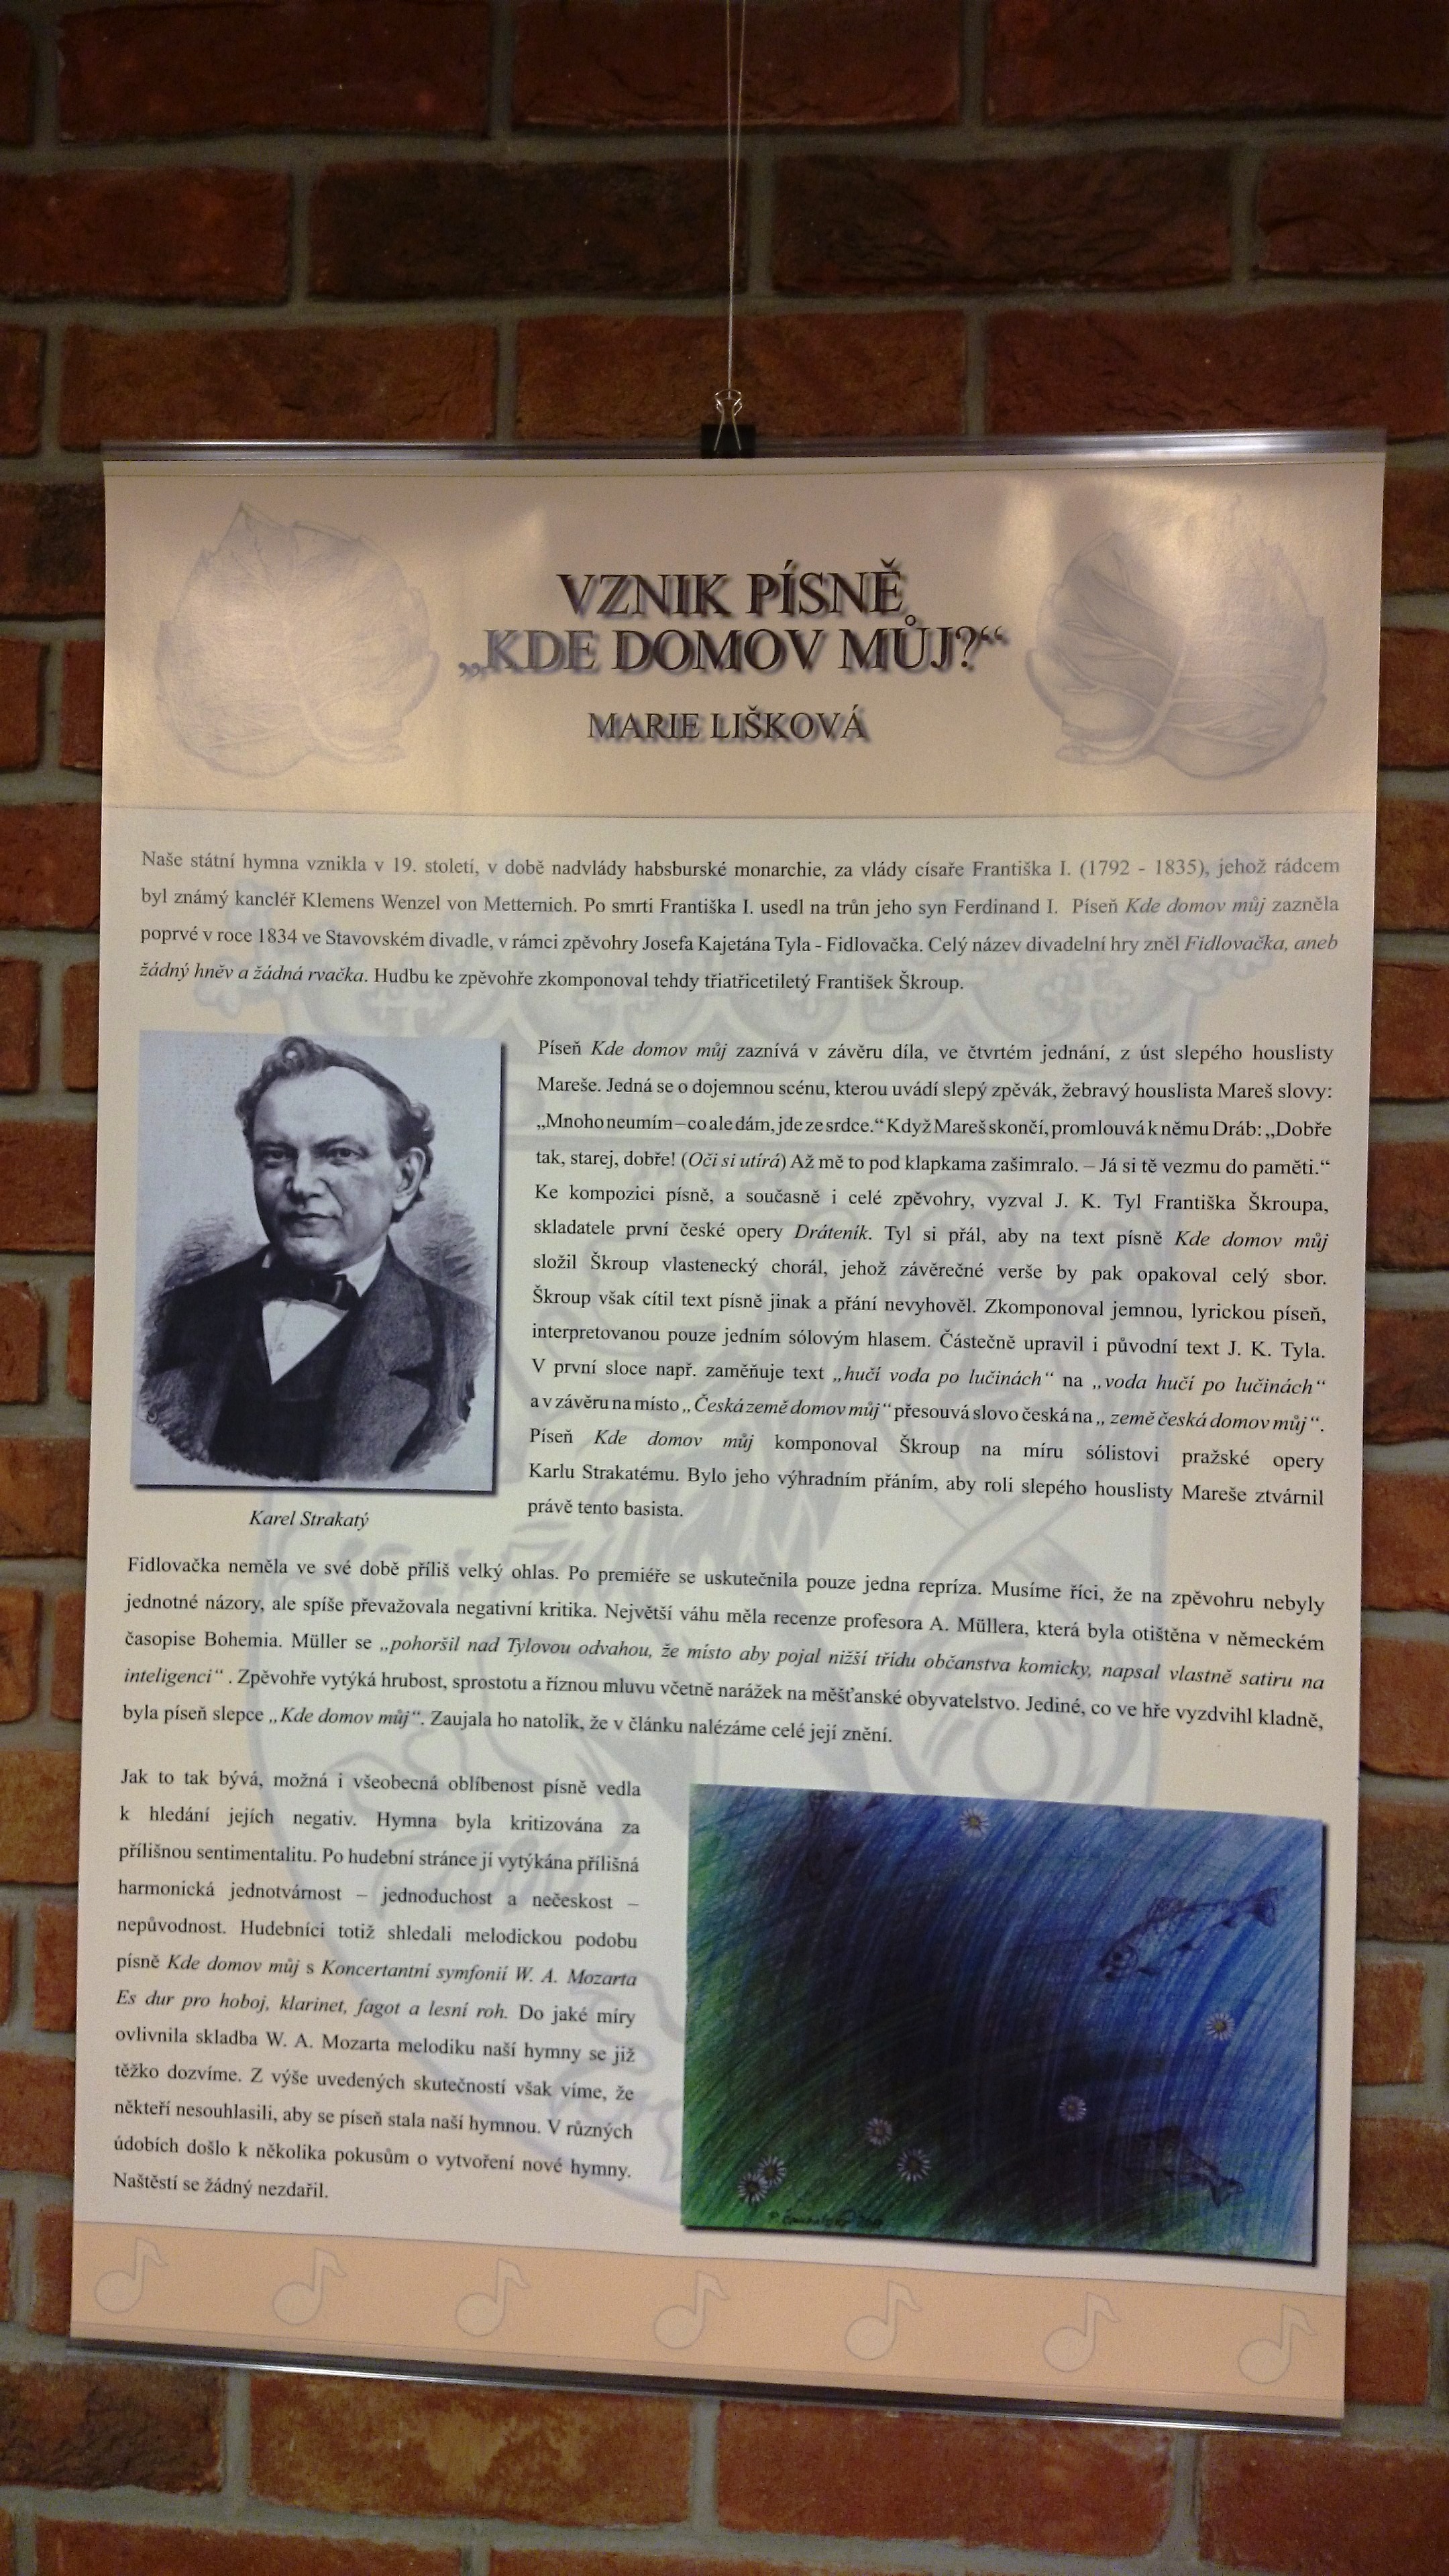 VZNIK PÍSNĚ
„KDE DOMOV MŮJ?“
MARIE LIŠKOVÁ
Naše státní hymna vznikla v 19. století, v době nadvlády habsburské monarchie, za vlády císaře Františka I. (1792 - 1835), jehož rádcem
byl známý kancléř Klemens Wenzel von Metternich. Po smrti Františka I. usedl na trůn jeho syn Ferdinand I. Píseň Kde domov můj zazněla
poprvé v roce 1834 ve Stavovském divadle, v rámci zpěvohry Josefa Kajetána Tyla - Fidlovačka. Celý název divadelní hry zněl Fidlovačka, aneb
žádný hněv a žádná rvačka. Hudbu ke zpěvohře zkomponoval tehdy třiatřicetiletý František Škroup.
Píseň Kde domov můj zaznívá v závěru díla, ve čtvrtém jednání, z úst slepého houslisty
Mareše. Jedná se o dojemnou scénu, kterou uvádí slepý zpěvák, žebravý houslista Mareš slovy:
„Mnoho neumím – co ale dám, jde ze srdce.“ Když Mareš skončí, promlouvá k němu Dráb: „Dobře
tak, starej, dobře! (Oči si utírá) Až mě to pod klapkama zašimralo. – Já si tě vezmu do paměti.“
Ke kompozici písně, a současně i celé zpěvohry, vyzval J. K. Tyl Františka Škroupa,
skladatele první české opery Dráteník. Tyl si přál, aby na text písně Kde domov můj
složil Škroup vlastenecký chorál, jehož závěrečné verše by pak opakoval celý sbor.
Škroup však cítil text písně jinak a přání nevyhověl. Zkomponoval jemnou, lyrickou píseň,
interpretovanou pouze jedním sólovým hlasem. Částečně upravil i původní text J. K. Tyla.
V první sloce např. zaměňuje text „hučí voda po lučinách“ na „voda hučí po lučinách“
a v závěru na místo „Česká země domov můj“ přesouvá slovo česká na „ země česká domov můj“.
Píseň Kde domov můj komponoval Škroup na míru sólistovi pražské opery
Karlu Strakatému. Bylo jeho výhradním přáním, aby roli slepého houslisty Mareše ztvárnil
právě tento basista.
Karel Strakatý
Fidlovačka neměla ve své době příliš velký ohlas. Po premiéře se uskutečnila pouze jedna repríza. Musíme říci, že na zpěvohru nebyly
jednotné názory, ale spíše převažovala negativní kritika. Největší váhu měla recenze profesora A. Müllera, která byla otištěna v německém
časopise Bohemia. Müller se „pohoršil nad Tylovou odvahou, že místo aby pojal nižší třídu občanstva komicky, napsal vlastně satiru na
inteligenci“ . Zpěvohře vytýká hrubost, sprostotu a říznou mluvu včetně narážek na měšťanské obyvatelstvo. Jediné, co ve hře vyzdvihl kladně,
byla píseň slepce „Kde domov můj“. Zaujala ho natolik, že v článku nalézáme celé její znění.
Jak to tak bývá, možná i všeobecná oblíbenost písně vedla
k hledání jejích negativ. Hymna byla kritizována za
přílišnou sentimentalitu. Po hudební stránce jí vytýkána přílišná
harmonická jednotvárnost – jednoduchost a nečeskost –
nepůvodnost. Hudebníci totiž shledali melodickou podobu
písně Kde domov můj s Koncertantní symfonií W. A. Mozarta
Es dur pro hoboj, klarinet, fagot a lesní roh. Do jaké míry
ovlivnila skladba W. A. Mozarta melodiku naší hymny se již
těžko dozvíme. Z výše uvedených skutečností však víme, že
někteří nesouhlasili, aby se píseň stala naší hymnou. V různých
údobích došlo k několika pokusům o vytvoření nové hymny.
Naštěstí se žádný nezdařil.